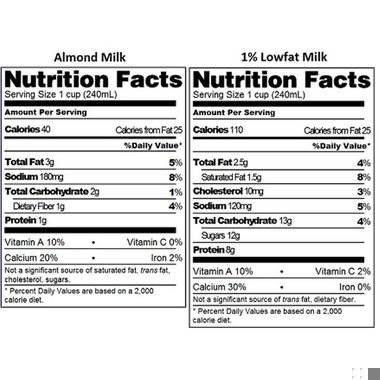 Almond Milk
Nutrition Facts
Serving Size 1 cup (240mL)
Amount Per Serving
Calories 40 Calories from Fat 25
%Daily Value*
Total Fat 3g 5%
Sodium 180mg 8%
Total Carbohydrate 2g 1%
Dietary Fiber 1g 4%
Protein 1g
Vitamin A 10% • Vitamin C 0%
Calcium 20% • Iron 2%
Not a significant source of saturated fat, trans fat,
cholesterol, sugars.
* Percent Daily Values are based on a 2,000
calorie diet.
1% Lowfat Milk
Nutrition Facts
Serving Size 1 cup (240mL)
Amount Per Serving
Calories 110 Calories from Fat 25
%Daily Value*
Total Fat 2.5g 4%
Saturated Fat 1.5g 8%
Cholesterol 10mg 3%
Sodium 120mg 5%
Total Carbohydrate 13g 4%
Sugars 12g
Protein 8g
Vitamin A 10% • Vitamin C 2%
Calcium 30% • Iron 0%
Not a significant source of trans fat, dietary fiber.
* Percent Daily Values are based on a 2,000
calorie diet.